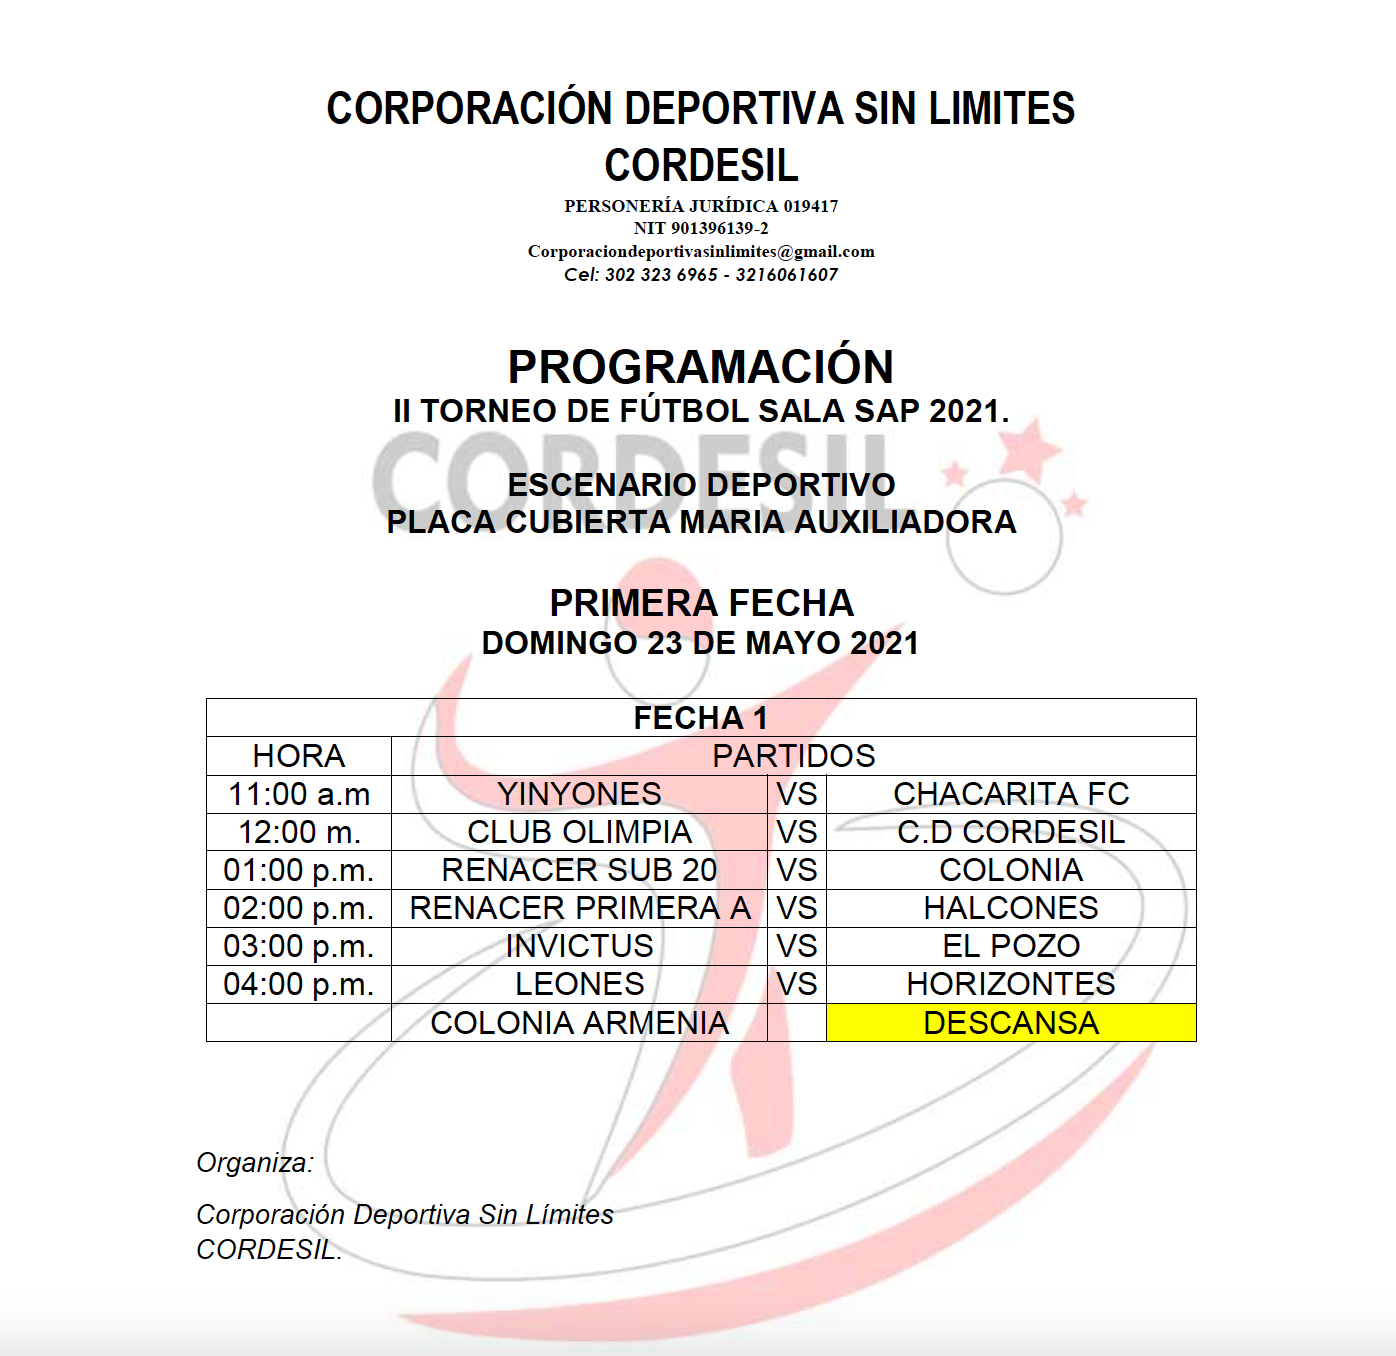 CORPORACIÓN DEPORTIVA SIN LIMITES
CORDESIL
PERSONERÍA JURÍDICA 019417
NIT 901396139-2
Corporaciondeportivasinlimites@gmail.com
Cel: 302 323 6965 - 3216061607
PROGRAMACIÓN
II TORNEO DE FÚTBOL SALA SAP 2021.
CORDESIL
ESCENARIO DEPORTIVO
PLACA CUBIERTA MARIA AUXILIADORA
PRIMERA FECHA
DOMINGO 23 DE MAYO 2021
FECHA 1
HORA PARTIDOS
11:00 a.m YINYONES VS CHACARITA FC
12:00 m. CLUB OLIMPIA VS C.D CORDESIL
01:00 p.m. RENACER SUB 20 VS COLONIA
02:00 p.m. RENACER PRIMERA A VS HALCONES
03:00 p.m. INVICTUS VS EL POZO
04:00 p.m. LEONES VS HORIZONTES
COLONIA ARMENIA DESCANSA
Organiza:
Corporación Deportiva Sin Límites
CORDESIL.